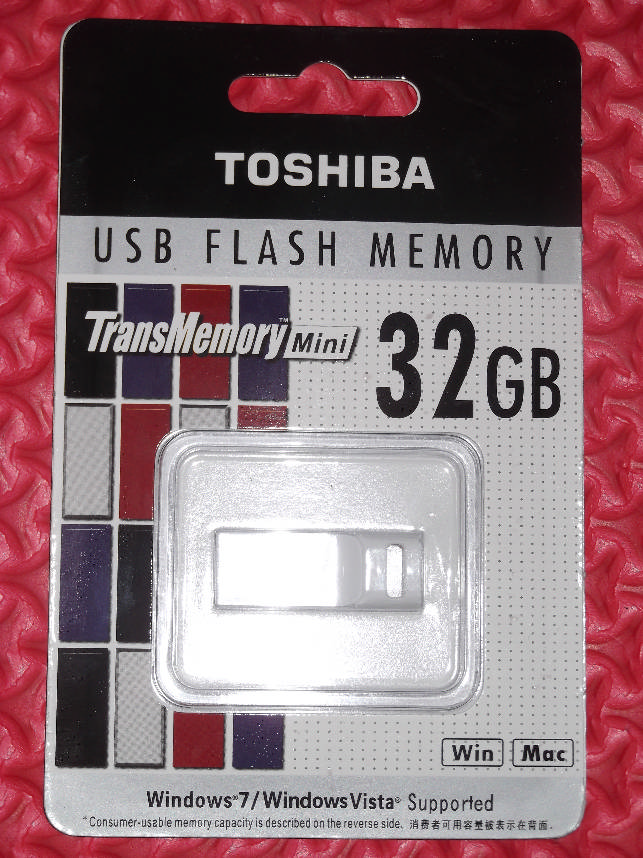 TOSHIBA
USB FLASH MEMORY
TransMemory™ Mini
32GB
Win Mac
Windows®7/WindowsVista® Supported
*Consumer-usable memory capacity is described on the reverse side. 消费者可用容量被表示在背面.